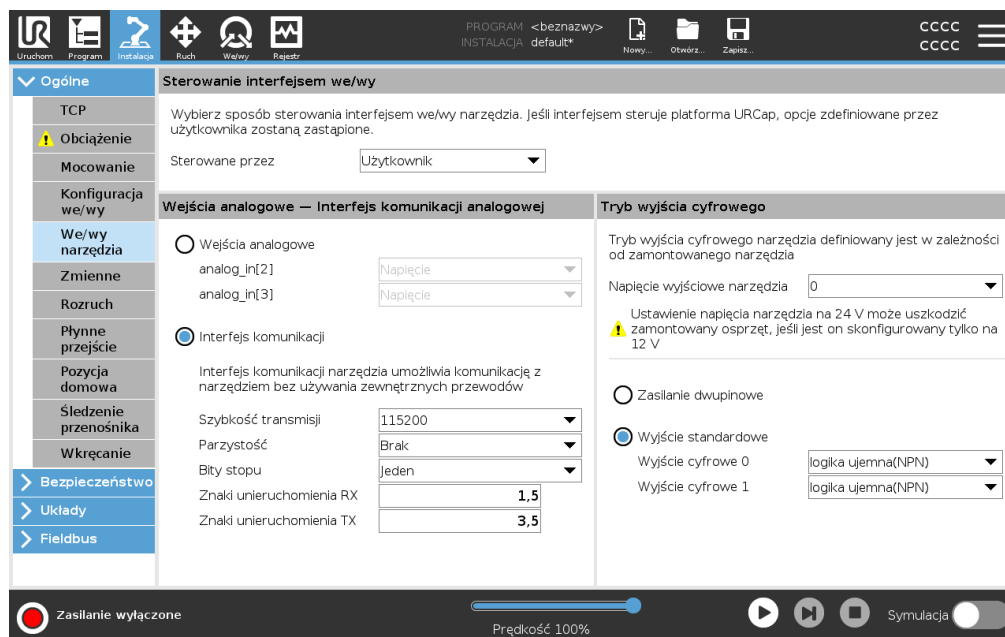 PROGRAM <beznazwy>
INSTALACJA default*
CCCC
CCCC
Uruchom Program Instalacja Ruch We/wy Rejestr Nowy... Otwórz... Zapisz...
Ogólne
TCP
Obciążenie
Mocowanie
Konfiguracja
we/wy
We/wy
narzędzia
Zmienne
Rozruch
Płynne
przejście
Pozycja
domowa
Śledzenie
przenośnika
Wkręcanie
Bezpieczeństwo
Układy
Fieldbus
Sterowanie interfejsem we/wy
Wybierz sposób sterowania interfejsem we/wy narzędzia. Jeśli interfejsem steruje platforma URCap, opcje zdefiniowane przez
użytkownika zostaną zastąpione.
Sterowane przez Użytkownik
Wejścia analogowe — Interfejs komunikacji analogowej
Wejścia analogowe
analog_in[2] Napięcie
analog_in[3] Napięcie
Interfejs komunikacji
Interfejs komunikacji narzędzia umożliwia komunikację z
narzędziem bez używania zewnętrznych przewodów
Szybkość transmisji 115200
Parzystość Brak
Bity stopu Jeden
Znaki unieruchomienia RX 1,5
Znaki unieruchomienia TX 3,5
Tryb wyjścia cyfrowego
Tryb wyjścia cyfrowego narzędzia definiowany jest w zależności
od zamontowanego narzędzia
Napięcie wyjściowe narzędzia 0
Ustawienie napięcia narzędzia na 24 V może uszkodzić
zamontowany osprzęt, jeśli jest on skonfigurowany tylko na
12 V
Zasilanie dwupinowe
Wyjście standardowe
Wyjście cyfrowe 0 logika ujemna(NPN)
Wyjście cyfrowe 1 logika ujemna(NPN)
Zasilanie wyłączone
Prędkość 100%
Symulacja